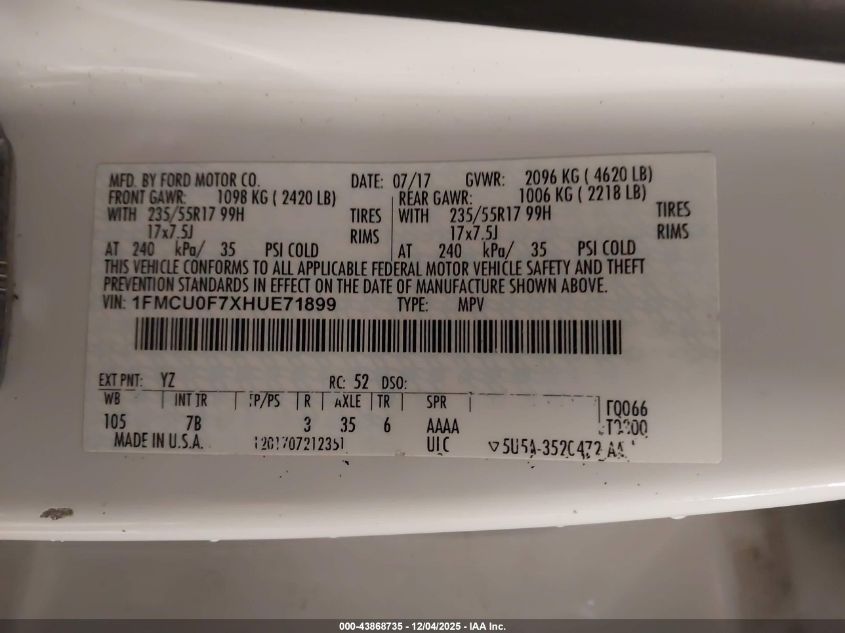 MFD. BY FORD MOTOR CO. DATE: 07/17 GVWR: 2096 KG ( 4620 LB)
FRONT GAWR: 1098 KG ( 2420 LB) REAR GAWR: 1006 KG ( 2218 LB)
WITH 235/55R17 99H TIRES WITH 235/55R17 99H TIRES
17x7.5J RIMS 17x7.5J RIMS
AT 240 kPa/ 35 PSI COLD AT 240 kPa/ 35 PSI COLD
THIS VEHICLE CONFORMS TO ALL APPLICABLE FEDERAL MOTOR VEHICLE SAFETY AND THEFT
PREVENTION STANDARDS IN EFFECT ON THE DATE OF MANUFACTURE SHOWN ABOVE.
VIN: 1FMCU0F7XHUE71899 TYPE: MPV
EXT PNT: YZ RC: 52 DSO:
WB INT TR TP/PS R AXLE TR SPR
105 7B 3 35 6 AAAA
MADE IN U.S.A. ULC
000-43868735 - 12/04/2025 - IAA Inc.